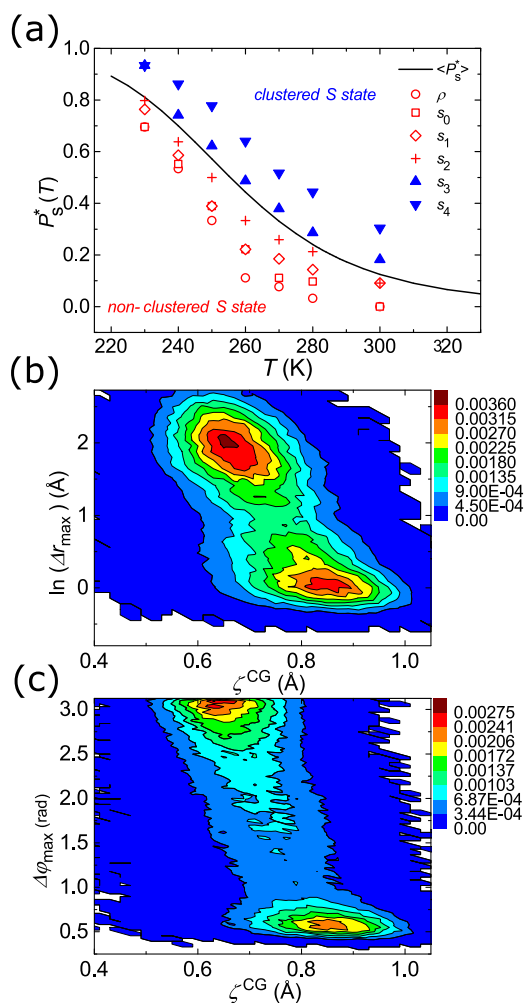 (a)
1.0
0.8
0.6
0.4
0.2
0.0
P*s(T)
clustered S state
non-clustered S state
<P*s>
ρ
s0
s1
s2
s3
s4
220 240 260 280 300 320
T (K)
(b)
2
1
0
ln (Δrmax) (Å)
0.00360
0.00315
0.00270
0.00225
0.00180
0.00135
9.00E-04
4.50E-04
0.00
0.4 0.6 0.8 1.0
ζCG (Å)
(c)
3.0
2.5
2.0
1.5
1.0
0.5
Δφmax (rad)
0.00275
0.00241
0.00206
0.00172
0.00137
0.00103
6.87E-04
3.44E-04
0.00
0.4 0.6 0.8 1.0
ζCG (Å)